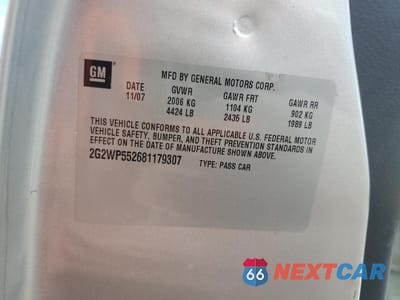 GM
MFD BY GENERAL MOTORS CORP.
DATE GVWR GAWR FRT GAWR RR
11/07 2006 KG 1104 KG 902 KG
4424 LB 2435 LB 1989 LB
THIS VEHICLE CONFORMS TO ALL APPLICABLE U.S. FEDERAL MOTOR
VEHICLE SAFETY, BUMPER, AND THEFT PREVENTION STANDARDS IN
EFFECT ON THE DATE OF MANUFACTURE SHOWN ABOVE.
2G2WP552681179307 TYPE: PASS CAR
66 NEXTCAR